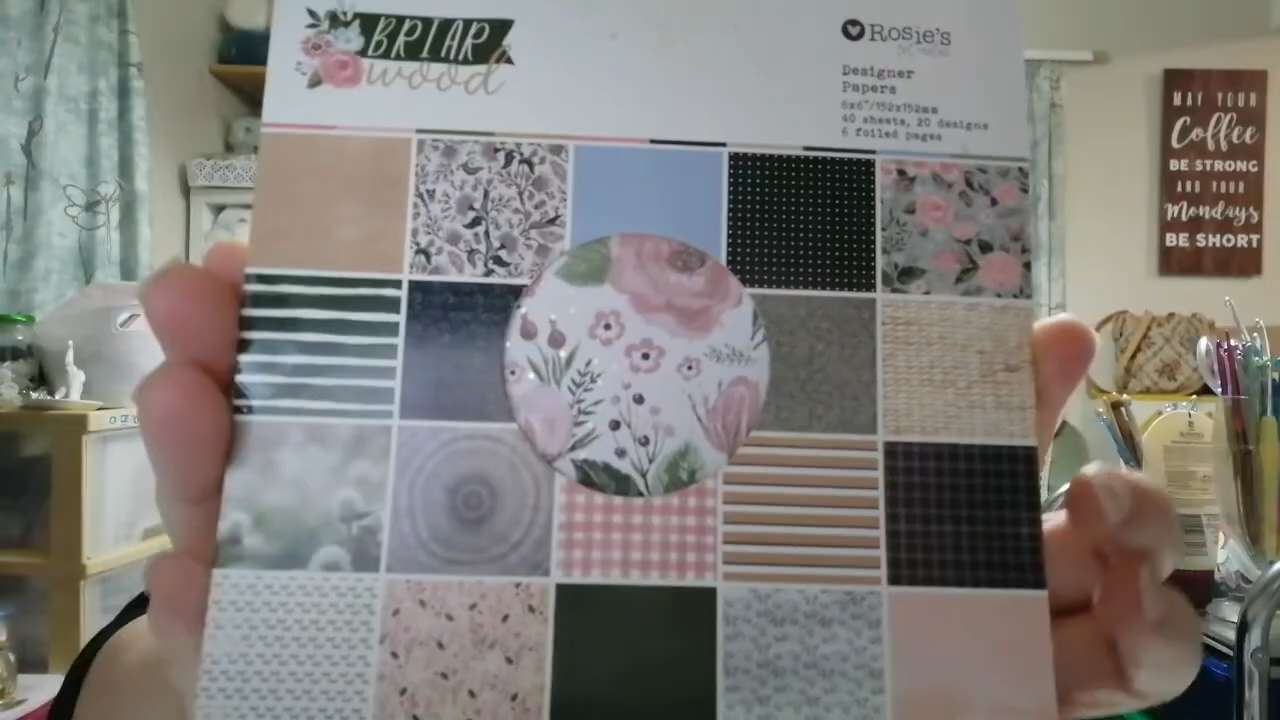 BRIAR
wood
Rosie's
Designer
Papers
6x6"/152x152mm
40 sheets, 20 designs
6 foiled pages
MAY YOUR
Coffee
BE STRONG
AND YOUR
Mondays
BE SHORT